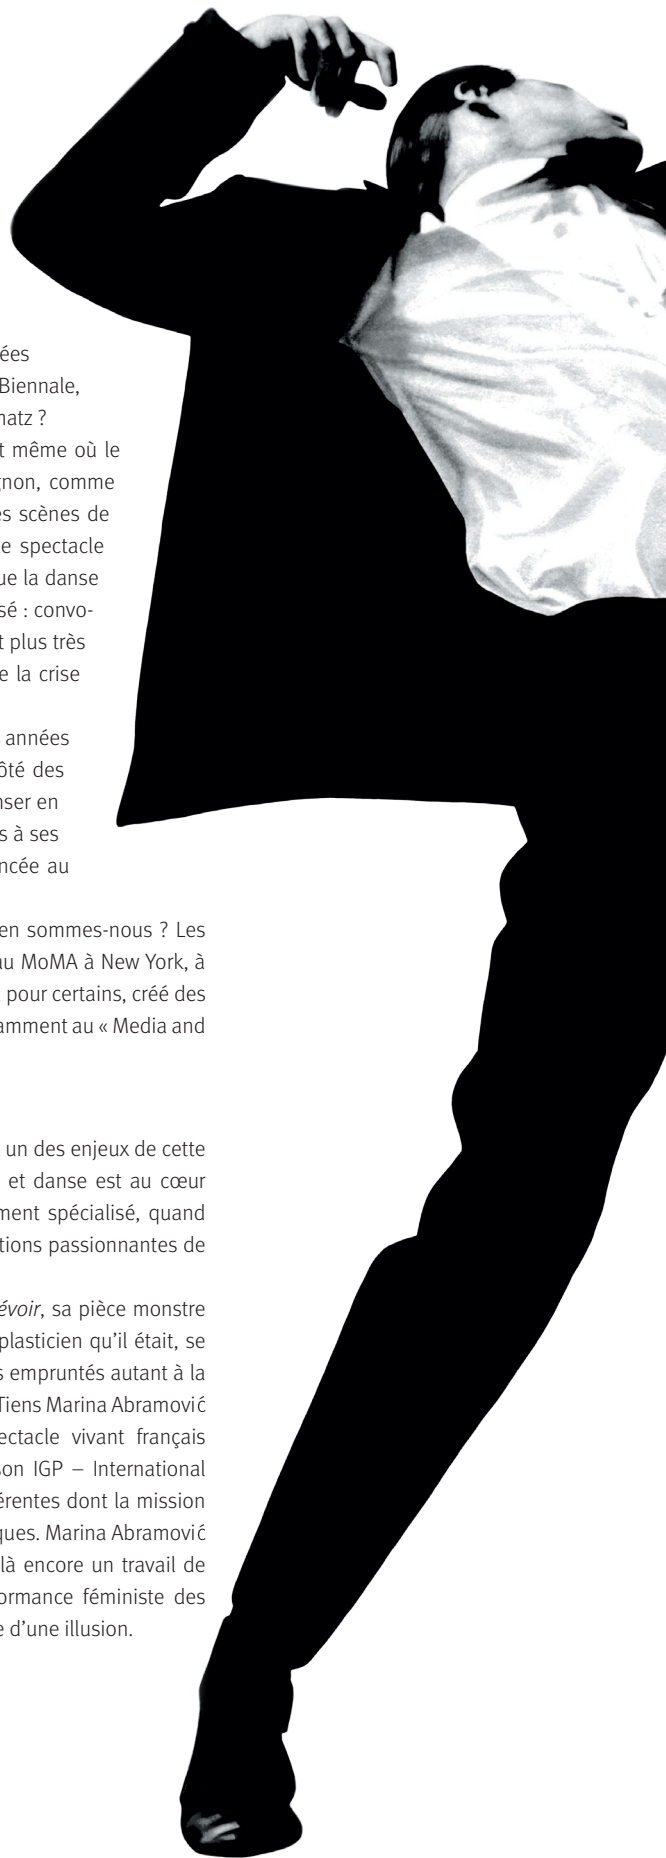 ées
Biennale,
natz ?
t même où le
gnon, comme
es scènes de
e spectacle
ue la danse
sé : convo-
t plus très
e la crise
années
ôté des
nser en
s à ses
ncée au
en sommes-nous ? Les
au MoMA à New York, à
pour certains, créé des
amment au « Media and
un des enjeux de cette
et danse est au cœur
ment spécialisé, quand
tions passionnantes de
évoir, sa pièce monstre
plasticien qu’il était, se
s empruntés autant à la
Tiens Marina Abramović
ectacle vivant français
son IGP – International
érentes dont la mission
ques. Marina Abramović
là encore un travail de
ormance féministe des
e d’une illusion.